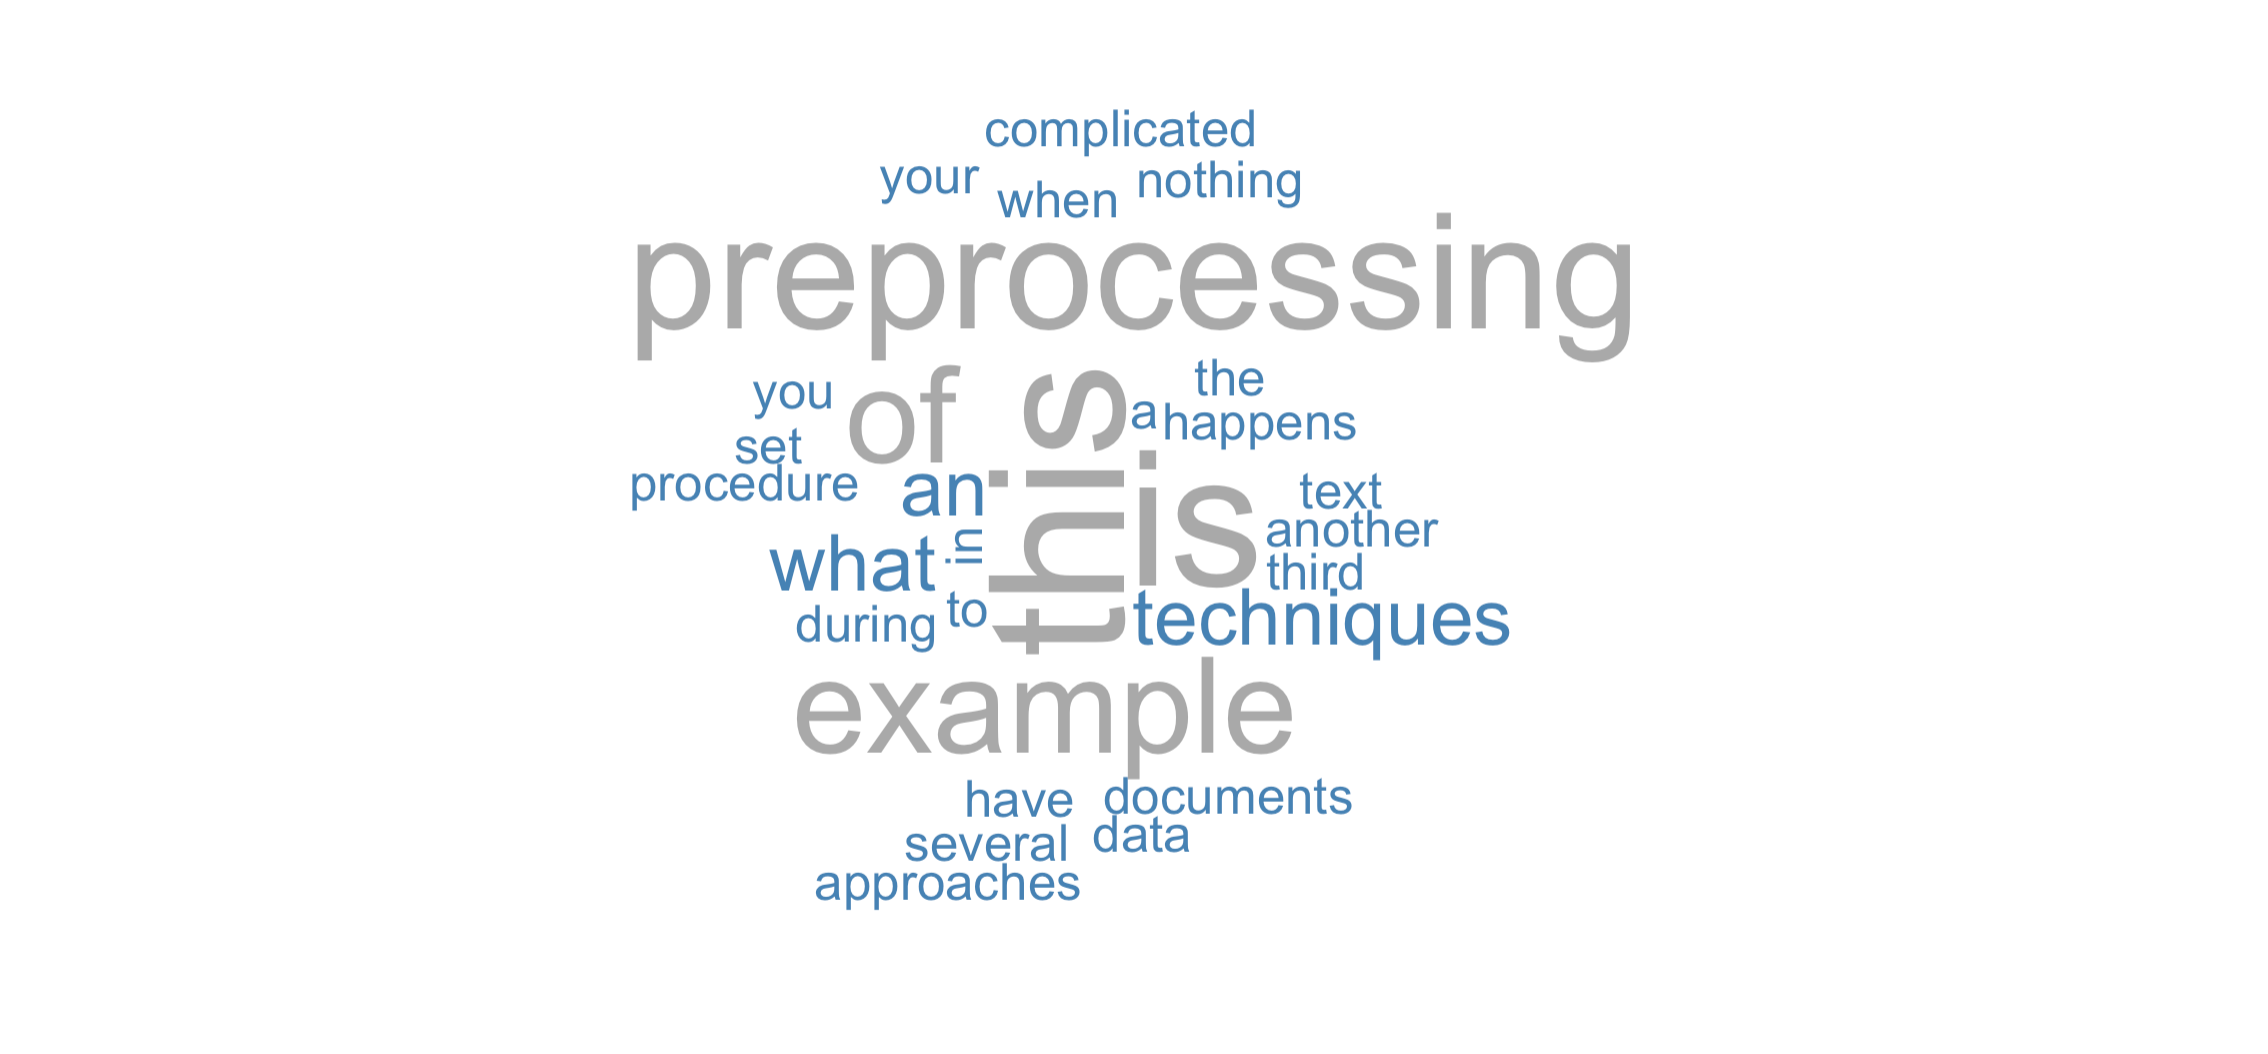 complicated
your when nothing
preprocessing
you of this the
a happens
set
procedure an is text
another
what in third
during to techniques
example
have documents
several data
approaches